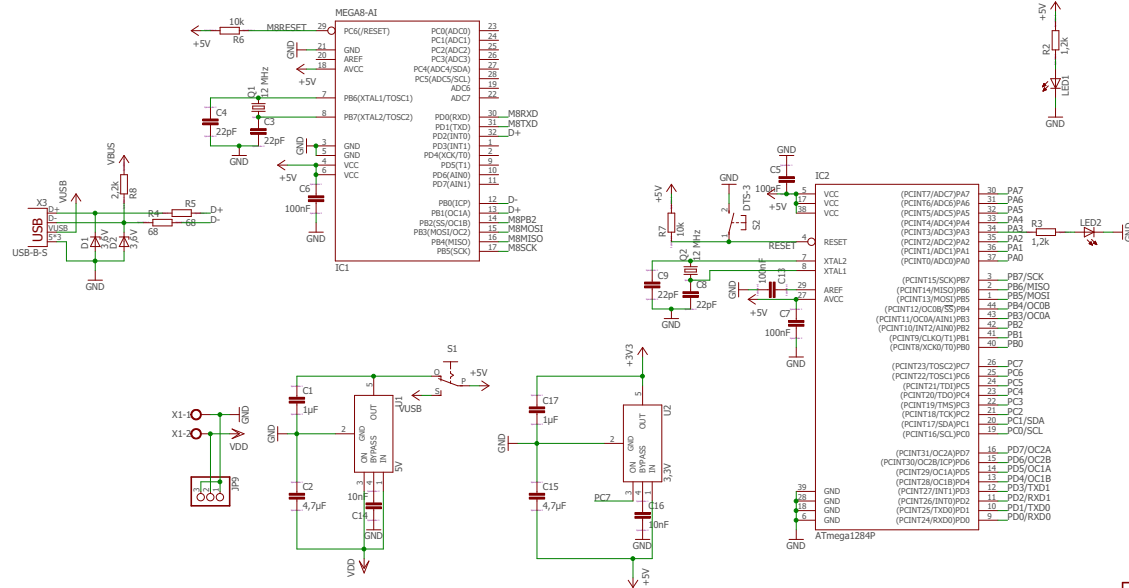 MEGA8-AI
10k
R6
+5V
M8RESET
29
PC6(/RESET)
21
GND
20
AREF
18
AVCC
GND
+5V
7
PB6(XTAL1/TOSC1)
8
PB7(XTAL2/TOSC2)
3
GND
5
GND
4
VCC
6
VCC
Q1
12 MHz
C4
22pF
C3
22pF
GND
GND
+5V
C6
100nF
GND
IC1
PC0(ADC0)
23
PC1(ADC1)
24
PC2(ADC2)
25
PC3(ADC3)
26
PC4(ADC4/SDA)
27
PC5(ADC5/SCL)
28
ADC6
19
ADC7
22
PD0(RXD)
30
M8RXD
PD1(TXD)
31
M8TXD
PD2(INT0)
32
D+
PD3(INT1)
1
PD4(XCK/T0)
2
PD5(T1)
9
PD6(AIN0)
10
PD7(AIN1)
11
PB0(ICP)
12
D-
PB1(OC1A)
13
D+
PB2(SS/OC1B)
14
M8PB2
PB3(MOSI/OC2)
15
M8MOSI
PB4(MISO)
16
M8MISO
PB5(SCK)
17
M8SCK
VBUS
VUSB
2,2k
R8
X3
USB
D+
D-
VUSB
S*3
USB-B-S
R5
68
D+
R4
68
D-
D1
3,6V
D2
3,6V
GND
+5V
R2
1,2k
LED1
GND
GND
C5
100nF
+5V
IC2
5
VCC
17
VCC
38
VCC
4
RESET
7
XTAL2
8
XTAL1
29
AREF
27
AVCC
39
GND
28
GND
18
GND
6
GND
GND
ATmega1284P
+5V
R7
10k
GND
DTS-3
S2
2
1
RESET
Q2
12 MHz
C9
22pF
C8
22pF
GND
GND
100nF
C13
+5V
C7
100nF
GND
(PCINT7/ADC7)PA7
30
PA7
(PCINT6/ADC6)PA6
31
PA6
(PCINT5/ADC5)PA5
32
PA5
(PCINT4/ADC4)PA4
33
PA4
(PCINT3/ADC3)PA3
34
PA3
(PCINT2/ADC2)PA2
35
PA2
(PCINT1/ADC1)PA1
36
PA1
(PCINT0/ADC0)PA0
37
PA0
R3
1,2k
LED2
GND
(PCINT15/SCK)PB7
3
PB7/SCK
(PCINT14/MISO)PB6
2
PB6/MISO
(PCINT13/MOSI)PB5
1
PB5/MOSI
(PCINT12/OC0B/SS)PB4
44
PB4/OC0B
(PCINT11/OC0A/AIN1)PB3
43
PB3/OC0A
(PCINT10/INT2/AIN0)PB2
42
PB2
(PCINT9/CLKO/T1)PB1
41
PB1
(PCINT8/XCK0/T0)PB0
40
PB0
(PCINT23/TOSC2)PC7
26
PC7
(PCINT22/TOSC1)PC6
25
PC6
(PCINT21/TDI)PC5
24
PC5
(PCINT20/TDO)PC4
23
PC4
(PCINT19/TMS)PC3
22
PC3
(PCINT18/TCK)PC2
21
PC2
(PCINT17/SDA)PC1
20
PC1/SDA
(PCINT16/SCL)PC0
19
PC0/SCL
(PCINT31/OC2A)PD7
16
PD7/OC2A
(PCINT30/OC2B/ICP)PD6
15
PD6/OC2B
(PCINT29/OC1A)PD5
14
PD5/OC1A
(PCINT28/OC1B)PD4
13
PD4/OC1B
(PCINT27/INT1)PD3
12
PD3/TXD1
(PCINT26/INT0)PD2
11
PD2/RXD1
(PCINT25/TXD0)PD1
10
PD1/TXD0
(PCINT24/RXD0)PD0
9
PD0/RXD0
X1-1
GND
X1-2
VDD
3
2
1
JP9
C1
1µF
GND
C2
4,7µF
5
OUT
U1
2
GND
ON
BYPASS
IN
5V
3
4
1
10nF
C14
GND
VDD
S1
O
P
S
+5V
VUSB
+3V3
C17
1µF
GND
C15
4,7µF
5
OUT
U2
2
GND
ON
BYPASS
IN
3,3V
PC7
3
4
1
C16
10nF
GND
+5V